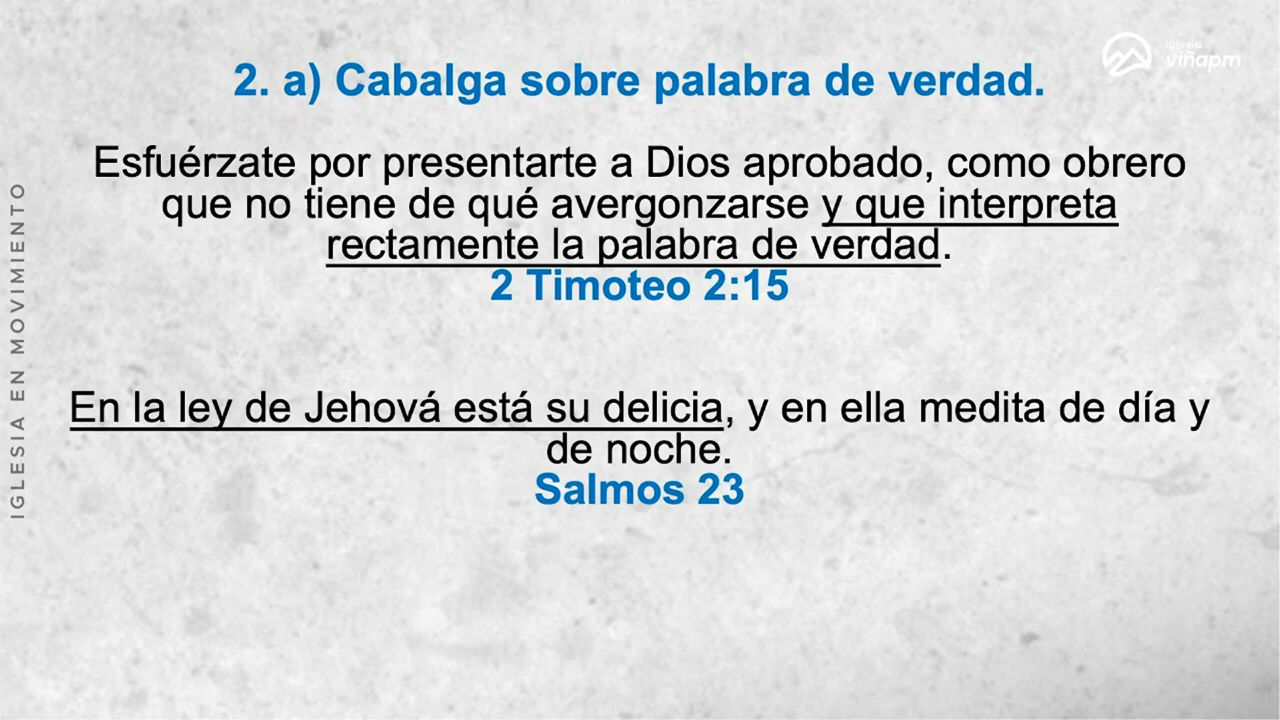 iglesia
viñapm
2. a) Cabalga sobre palabra de verdad.
Esfuérzate por presentarte a Dios aprobado, como obrero
que no tiene de qué avergonzarse y que interpreta
rectamente la palabra de verdad.
2 Timoteo 2:15
En la ley de Jehová está su delicia, y en ella medita de día y
de noche.
Salmos 23
IGLESIA EN MOVIMIENTO